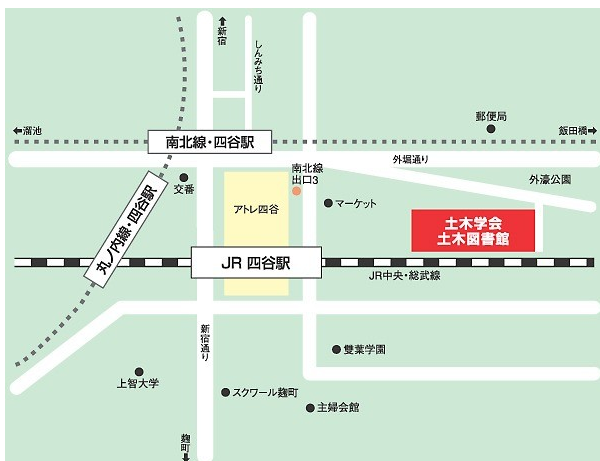 新宿
しんみち通り
溜池
郵便局
飯田橋
南北線・四谷駅
外堀通り
南北線
出口3
外濠公園
交番
丸ノ内線・四谷駅
アトレ四谷
マーケット
土木学会
土木図書館
JR 四谷駅
JR中央・総武線
新宿通り
雙葉学園
上智大学
スクワール麹町
主婦会館
麹町